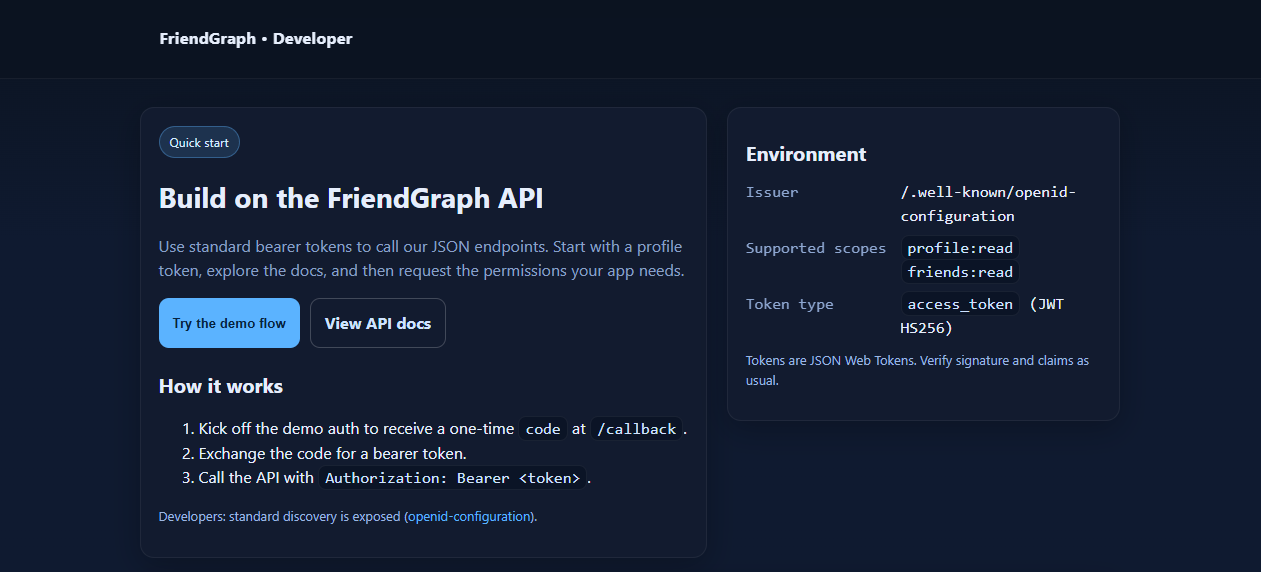 FriendGraph • Developer
Quick start
Build on the FriendGraph API
Use standard bearer tokens to call our JSON endpoints. Start with a profile
token, explore the docs, and then request the permissions your app needs.
Try the demo flow
View API docs
How it works
1. Kick off the demo auth to receive a one-time code at /callback.
2. Exchange the code for a bearer token.
3. Call the API with Authorization: Bearer <token>.
Developers: standard discovery is exposed (openid-configuration).
Environment
Issuer /.well-known/openid-
configuration
Supported scopes profile:read
friends:read
Token type access_token (JWT
HS256)
Tokens are JSON Web Tokens. Verify signature and claims as
usual.